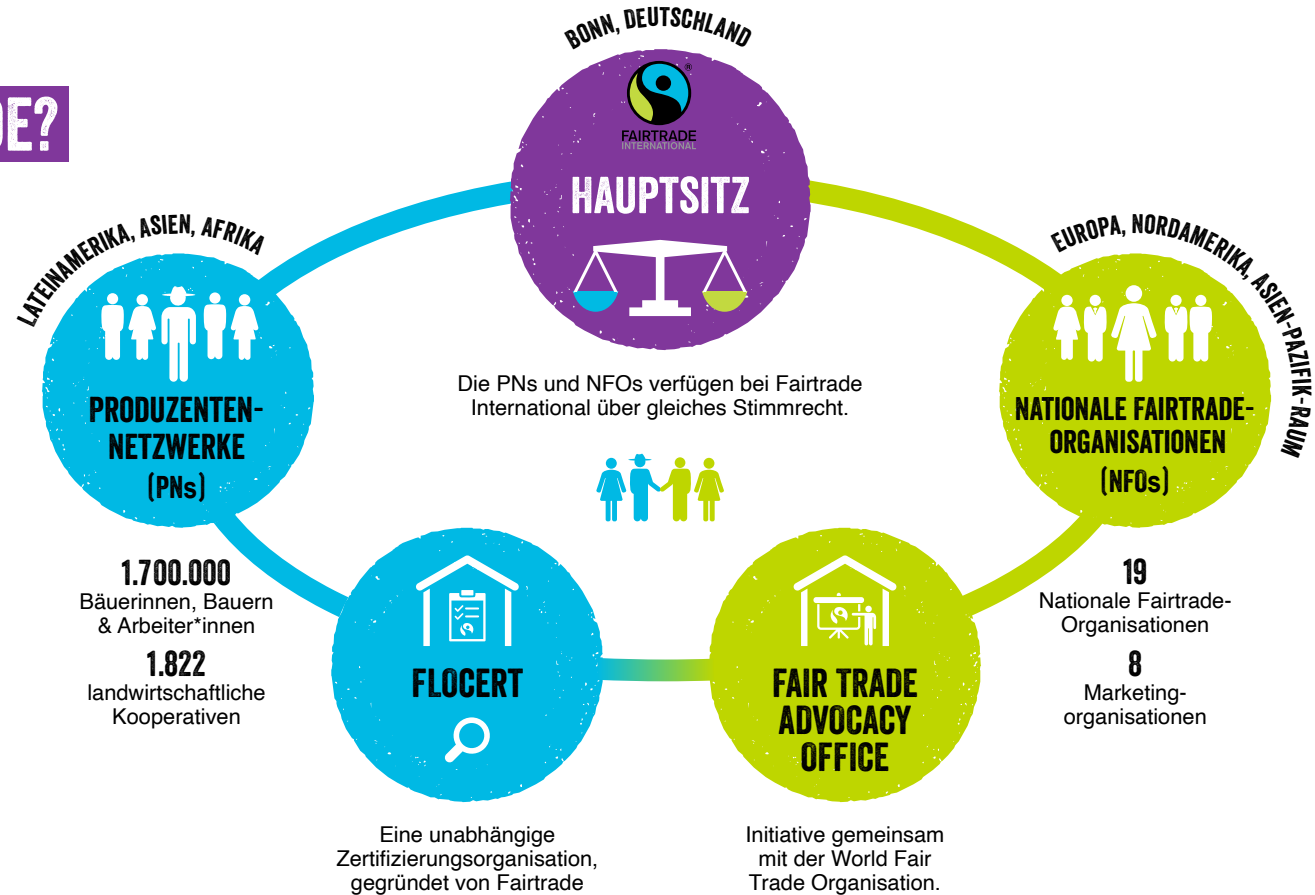 DE?
BONN, DEUTSCHLAND
®
FAIRTRADE
INTERNATIONAL
HAUPTSITZ
Die PNs und NFOs verfügen bei Fairtrade
International über gleiches Stimmrecht.
LATEINAMERIKA, ASIEN, AFRIKA
PRODUZENTEN-
NETZWERKE
(PNs)
1.700.000
Bäuerinnen, Bauern
& Arbeiter*innen
1.822
landwirtschaftliche
Kooperativen
EUROPA, NORDAMERIKA, ASIEN-PAZIFIK-RAUM
NATIONALE FAIRTRADE-
ORGANISATIONEN
(NFOs)
19
Nationale Fairtrade-
Organisationen
8
Marketing-
organisationen
FLOCERT
Eine unabhängige
Zertifizierungsorganisation,
gegründet von Fairtrade
FAIR TRADE
ADVOCACY
OFFICE
Initiative gemeinsam
mit der World Fair
Trade Organisation.